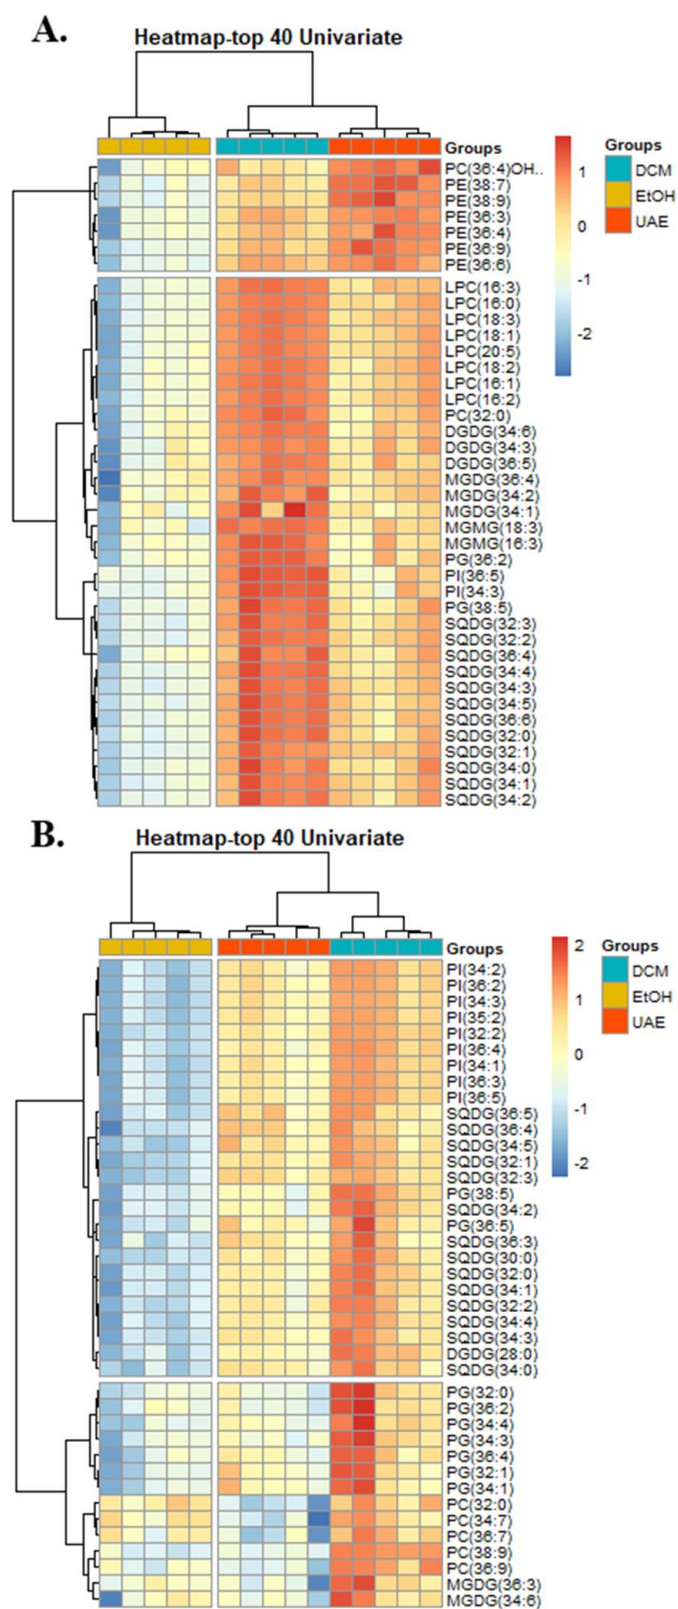 A.
Heatmap-top 40 Univariate
Groups
PC(36:4)OH..
PE(38:7)
PE(38:9)
PE(36:3)
PE(36:4)
PE(36:9)
PE(36:6)
LPC(16:3)
LPC(16:0)
LPC(18:3)
LPC(18:1)
LPC(20:5)
LPC(18:2)
LPC(16:1)
LPC(16:2)
PC(32:0)
DGDG(34:6)
DGDG(34:3)
DGDG(36:5)
MGDG(36:4)
MGDG(34:2)
MGDG(34:1)
MGMG(18:3)
MGMG(16:3)
PG(36:2)
PI(36:5)
PI(34:3)
PG(38:5)
SQDG(32:3)
SQDG(32:2)
SQDG(36:4)
SQDG(34:4)
SQDG(34:3)
SQDG(34:5)
SQDG(36:6)
SQDG(32:0)
SQDG(32:1)
SQDG(34:0)
SQDG(34:1)
SQDG(34:2)
1
0
-1
-2
Groups
DCM
EtOH
UAE
B.
Heatmap-top 40 Univariate
Groups
PI(34:2)
PI(36:2)
PI(34:3)
PI(35:2)
PI(32:2)
PI(36:4)
PI(34:1)
PI(36:3)
PI(36:5)
SQDG(36:5)
SQDG(36:4)
SQDG(34:5)
SQDG(32:1)
SQDG(32:3)
PG(38:5)
SQDG(34:2)
PG(36:5)
SQDG(36:3)
SQDG(30:0)
SQDG(32:0)
SQDG(34:1)
SQDG(32:2)
SQDG(34:4)
SQDG(34:3)
DGDG(28:0)
SQDG(34:0)
PG(32:0)
PG(36:2)
PG(34:4)
PG(34:3)
PG(36:4)
PG(32:1)
PG(34:1)
PC(32:0)
PC(34:7)
PC(36:7)
PC(38:9)
PC(36:9)
MGDG(36:3)
MGDG(34:6)
2
1
0
-1
-2
Groups
DCM
EtOH
UAE